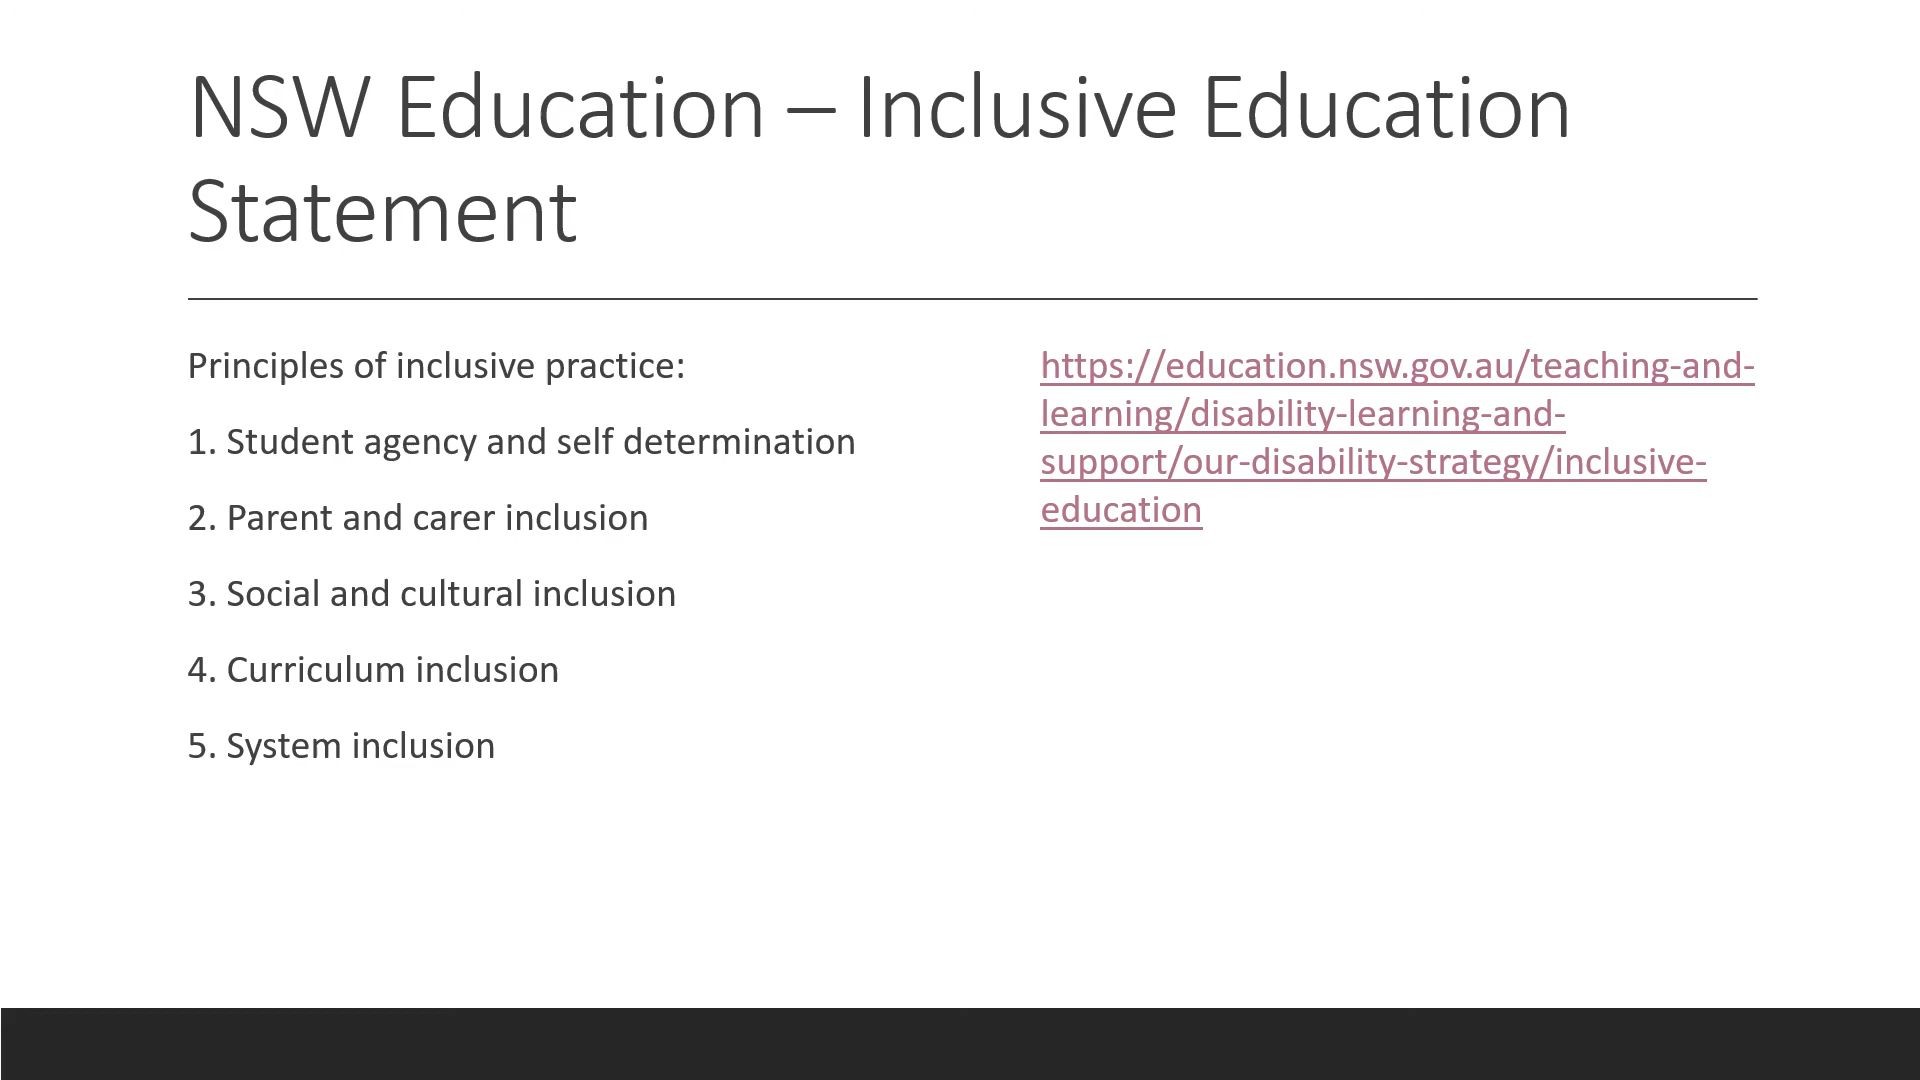 NSW Education – Inclusive Education
Statement
Principles of inclusive practice:
1. Student agency and self determination
2. Parent and carer inclusion
3. Social and cultural inclusion
4. Curriculum inclusion
5. System inclusion
https://education.nsw.gov.au/teaching-and-
learning/disability-learning-and-
support/our-disability-strategy/inclusive-
education